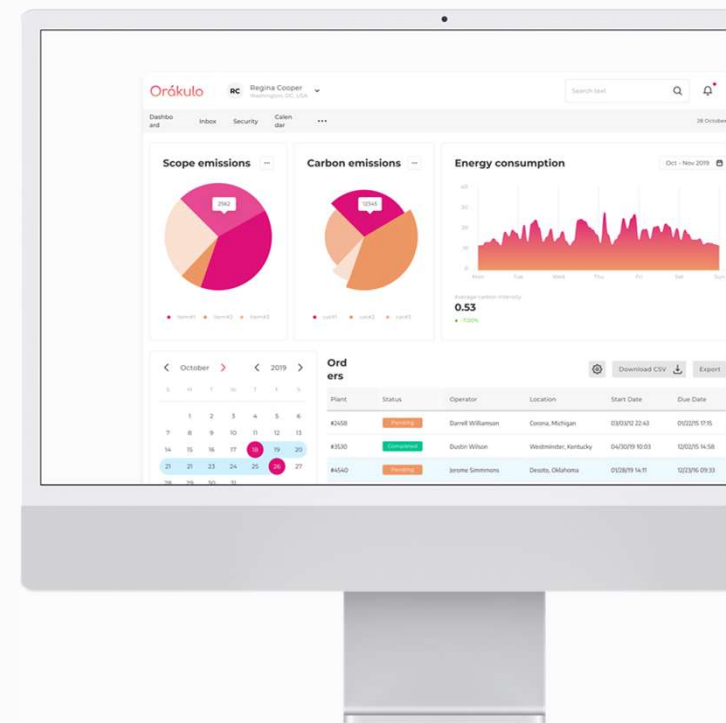 Orákulo
RC
Regina Cooper
Washington, DC, USA
Search text
Dashbo
ard
Inbox
Security
Calen
dar
•••
28 October
Scope emissions
Carbon emissions
Energy consumption
Oct - Nov 2019
2562
12345
40
30
20
10
0
Mon
Tue
Wed
Thu
Fri
Sat
Sun
Average carbon intensity
0.53
October
2019
Ord
ers
Download CSV
Export
S M T W T F S
1 2 3 4 5 6
7 8 9 10 11 12 13
14 15 16 17 18 19 20
21 21 23 24 25 26 27
28 29 30 31
Plant Status Operator Location Start Date Due Date
#2458 Pending Darrell Williamson Corona, Michigan 03/03/12 22:43 01/22/15 17:15
#3530 Completed Dustin Wilson Westminster, Kentucky 04/30/19 10:03 12/02/15 14:58
#4540 Pending Jerome Simmnons Desoto, Oklahoma 01/28/19 14:11 12/23/16 09:33